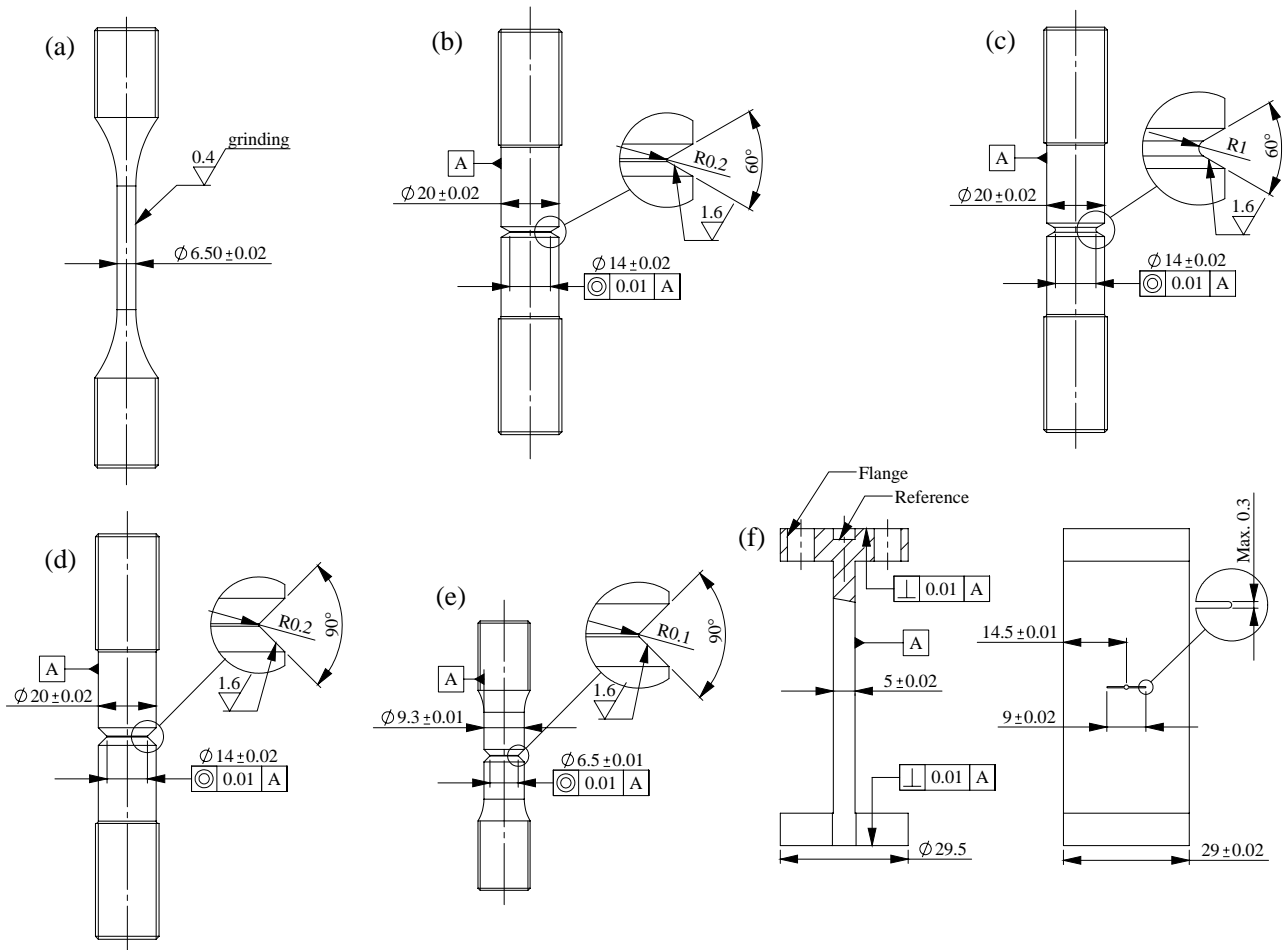 (a)
0.4
grinding
∅6.50±0.02
(b)
A
∅20±0.02
R0.2
60°
1.6
∅14±0.02
0.01 A
(c)
A
∅20±0.02
R1
60°
1.6
∅14±0.02
0.01 A
(d)
A
∅20±0.02
R0.2
90°
1.6
∅14±0.02
0.01 A
(e)
A
∅9.3±0.01
R0.1
90°
1.6
∅6.5±0.01
0.01 A
(f)
Flange
Reference
⊥ 0.01 A
A
5±0.02
⊥ 0.01 A
∅29.5
Max. 0.3
14.5±0.01
9±0.02
29±0.02